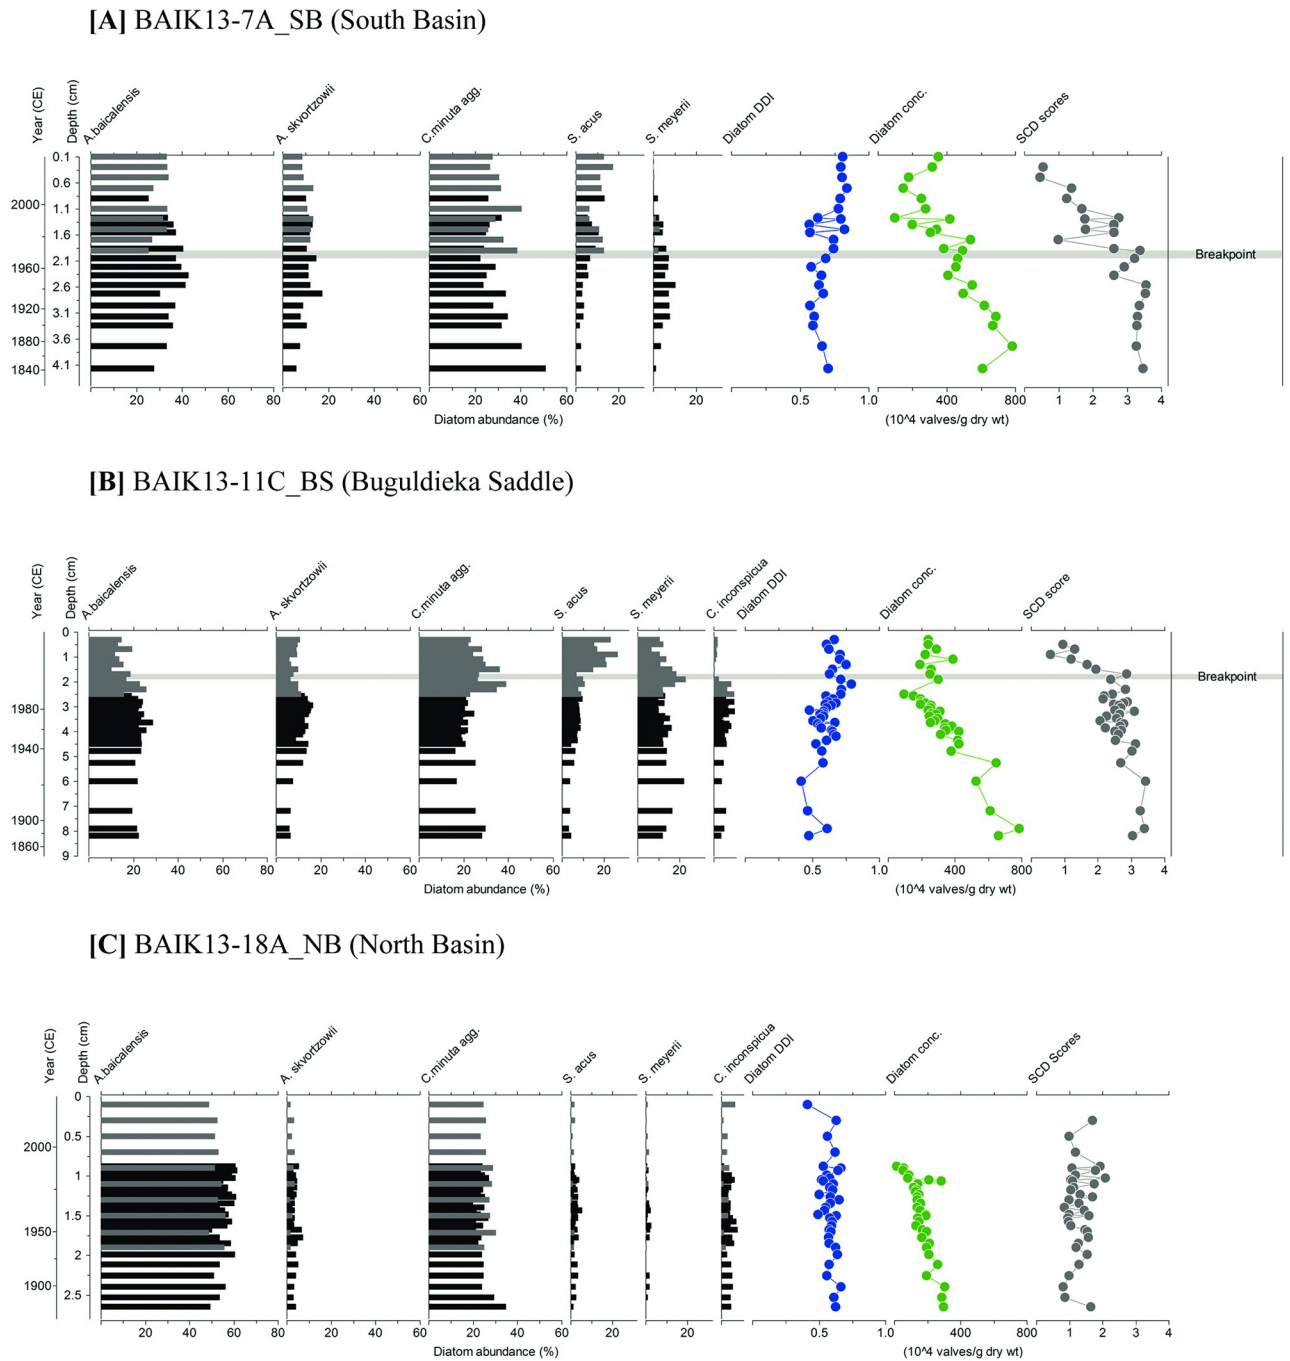 [A] BAIK13-7A_SB (South Basin)
Year (CE) Depth (cm) A.baicalensis A. skvortzowii C.minuta agg. S. acus S. meyerii Diatom DDI Diatom conc. SCD scores
0.1
0.6
2000
1.1
1.6
2.1 Breakpoint
1960
2.6
1920
3.1
1880 3.6
4.1
1840
20 40 60 80 20 40 60 20 40 60 20 20 0.5 1.0 400 800 1 2 3 4
Diatom abundance (%) (10^4 valves/g dry wt)
[B] BAIK13-11C_BS (Buguldieka Saddle)
Year (CE) Depth (cm) A.baicalensis A. skvortzowii C.minuta agg. S. acus S. meyerii C. inconspicua Diatom DDI Diatom conc. SCD score
0
1
2 Breakpoint
1980 3
4
1940
5
6
7
1900
8
1860
9
20 40 60 80 20 40 60 20 40 60 20 20 0.5 1.0 400 800 1 2 3 4
Diatom abundance (%) (10^4 valves/g dry wt)
[C] BAIK13-18A_NB (North Basin)
Year (CE) Depth (cm) A.baicalensis A. skvortzowii C.minuta agg. S. acus S. meyerii C. inconspicua Diatom DDI Diatom conc. SCD Scores
0
0.5
2000
1
1.5
1950
2
1900
2.5
20 40 60 80 20 40 60 20 40 60 20 20 0.5 1.0 400 800 1 2 3 4
Diatom abundance (%) (10^4 valves/g dry wt)